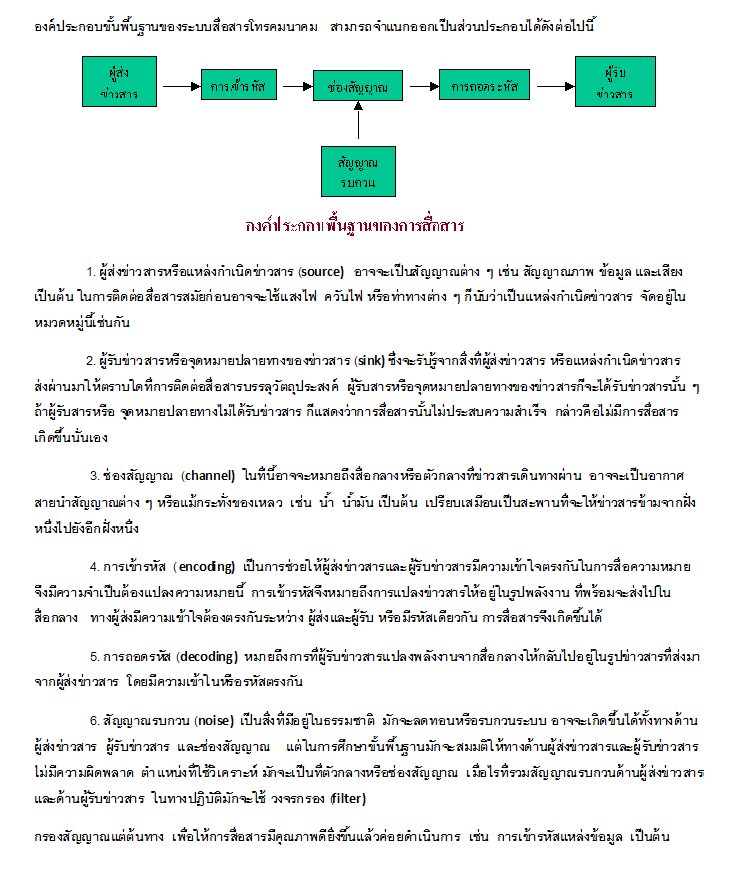 องค์ประกอบขั้นพื้นฐานของระบบสื่อสารโทรคมนาคม สามารถจำแนกออกเป็นส่วนประกอบได้ดังต่อไปนี้
ผู้ส่ง
ข่าวสาร
การเข้ารหัส
ช่องสัญญาณ
การถอดรหัส
ผู้รับ
ข่าวสาร
สัญญาณ
รบกวน
องค์ประกอบพื้นฐานของการสื่อสาร
1. ผู้ส่งข่าวสารหรือแหล่งกำเนิดข่าวสาร (source) อาจจะเป็นสัญญาณต่าง ๆ เช่น สัญญาณภาพ ข้อมูล และเสียง
เป็นต้น ในการติดต่อสื่อสารสมัยก่อนอาจจะใช้แสงไฟ ควันไฟ หรือท่าทางต่าง ๆ ก็นับว่าเป็นแหล่งกำเนิดข่าวสาร จัดอยู่ใน
หมวดหมู่นี้เช่นกัน
2. ผู้รับข่าวสารหรือจุดหมายปลายทางของข่าวสาร (sink) ซึ่งจะรับรู้จากสิ่งที่ผู้ส่งข่าวสาร หรือแหล่งกำเนิดข่าวสาร
ส่งผ่านมาให้ตราบใดที่การติดต่อสื่อสารบรรลุวัตถุประสงค์ ผู้รับสารหรือจุดหมายปลายทางของข่าวสารก็จะได้รับข่าวสารนั้น ๆ
ถ้าผู้รับสารหรือ จุดหมายปลายทางไม่ได้รับข่าวสาร ก็แสดงว่าการสื่อสารนั้นไม่ประสบความสำเร็จ กล่าวคือไม่มีการสื่อสาร
เกิดขึ้นนั่นเอง
3. ช่องสัญญาณ (channel) ในที่นี้อาจจะหมายถึงสื่อกลางหรือตัวกลางที่ข่าวสารเดินทางผ่าน อาจจะเป็นอากาศ
สายนำสัญญาณต่าง ๆ หรือแม้กระทั่งของเหลว เช่น น้ำ น้ำมัน เป็นต้น เปรียบเสมือนเป็นสะพานที่จะให้ข่าวสารข้ามจากฝั่ง
หนึ่งไปยังอีกฝั่งหนึ่ง
4. การเข้ารหัส (encoding) เป็นการช่วยให้ผู้ส่งข่าวสารและผู้รับข่าวสารมีความเข้าใจตรงกันในการสื่อความหมาย
จึงมีความจำเป็นต้องแปลงความหมายนี้ การเข้ารหัสจึงหมายถึงการแปลงข่าวสารให้อยู่ในรูปพลังงาน ที่พร้อมจะส่งไปใน
สื่อกลาง ทางผู้ส่งมีความเข้าใจต้องตรงกันระหว่าง ผู้ส่งและผู้รับ หรือมีรหัสเดียวกัน การสื่อสารจึงเกิดขึ้นได้
5. การถอดรหัส (decoding) หมายถึงการที่ผู้รับข่าวสารแปลงพลังงานจากสื่อกลางให้กลับไปอยู่ในรูปข่าวสารที่ส่งมา
จากผู้ส่งข่าวสาร โดยมีความเข้าในหรือรหัสตรงกัน
6. สัญญาณรบกวน (noise) เป็นสิ่งที่มีอยู่ในธรรมชาติ มักจะลดทอนหรือรบกวนระบบ อาจจะเกิดขึ้นได้ทั้งทางด้าน
ผู้ส่งข่าวสาร ผู้รับข่าวสาร และช่องสัญญาณ แต่ในการศึกษาขั้นพื้นฐานมักจะสมมติให้ทางด้านผู้ส่งข่าวสารและผู้รับข่าวสาร
ไม่มีความผิดพลาด ตำแหน่งที่ใช้วิเคราะห์ มักจะเป็นที่ตัวกลางหรือช่องสัญญาณ เมื่อไรที่รวมสัญญาณรบกวนด้านผู้ส่งข่าวสาร
และด้านผู้รับข่าวสาร ในทางปฏิบัติมักจะใช้ วงจรกรอง (filter)
กรองสัญญาณแต่ต้นทาง เพื่อให้การสื่อสารมีคุณภาพดียิ่งขึ้นแล้วค่อยดำเนินการ เช่น การเข้ารหัสแหล่งข้อมูล เป็นต้น